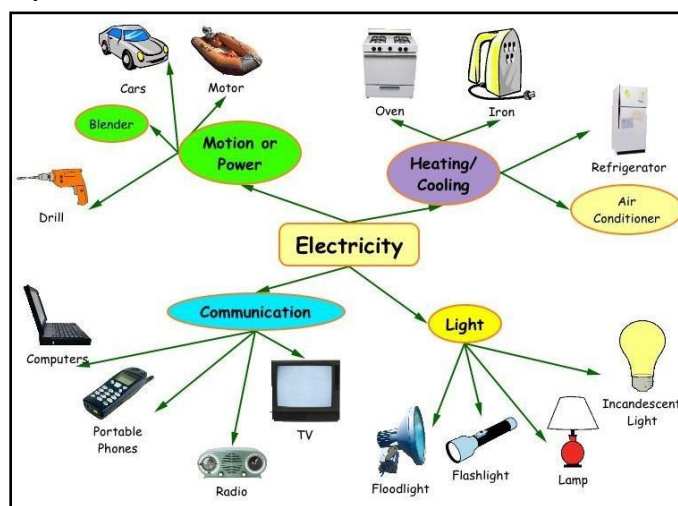 Cars
Motor
Oven
Iron
Blender
Motion or
Power
Heating/
Cooling
Refrigerator
Drill
Air
Conditioner
Electricity
Communication
Light
Computers
Portable
Phones
TV
Radio
Floodlight
Flashlight
Lamp
Incandescent
Light